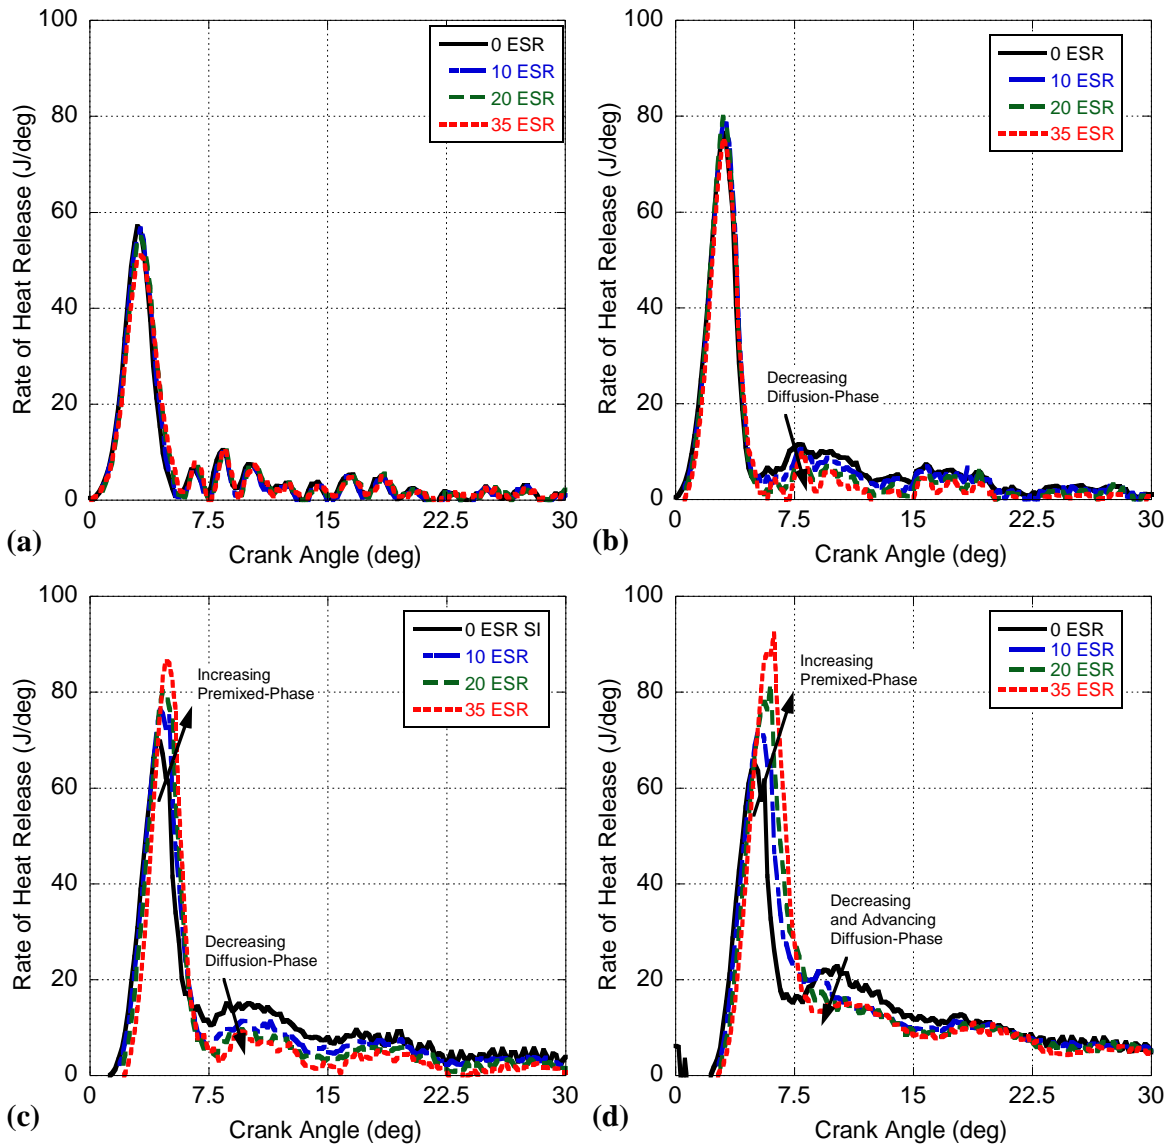 100
80
60
40
20
0
Rate of Heat Release (J/deg)
0 ESR
10 ESR
20 ESR
35 ESR
0
7.5
15
22.5
30
Crank Angle (deg)
(a)
100
80
60
40
20
0
Rate of Heat Release (J/deg)
0 ESR
10 ESR
20 ESR
35 ESR
Decreasing
Diffusion-Phase
0
7.5
15
22.5
30
Crank Angle (deg)
(b)
100
80
60
40
20
0
Rate of Heat Release (J/deg)
0 ESR SI
10 ESR
20 ESR
35 ESR
Increasing
Premixed-Phase
Decreasing
Diffusion-Phase
0
7.5
15
22.5
30
Crank Angle (deg)
(c)
100
80
60
40
20
0
Rate of Heat Release (J/deg)
0 ESR
10 ESR
20 ESR
35 ESR
Increasing
Premixed-Phase
Decreasing
and Advancing
Diffusion-Phase
0
7.5
15
22.5
30
Crank Angle (deg)
(d)